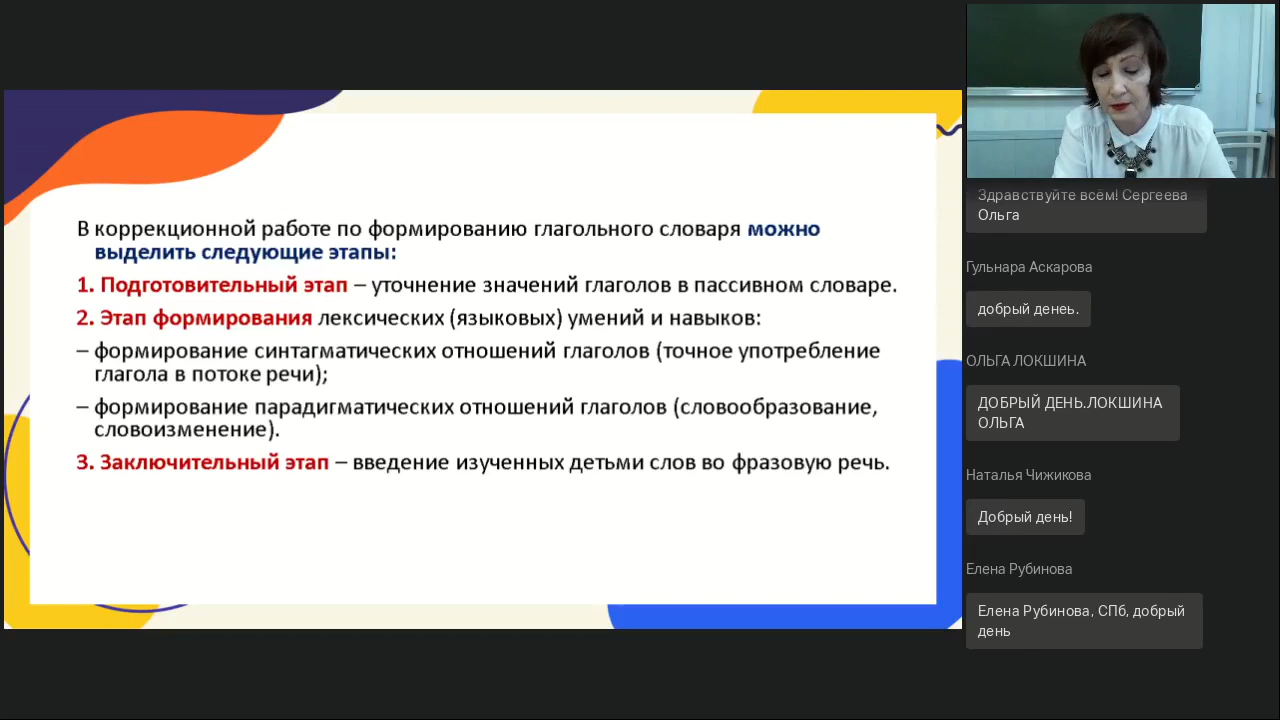 В коррекционной работе по формированию глагольного словаря можно
выделить следующие этапы:
1. Подготовительный этап – уточнение значений глаголов в пассивном словаре.
2. Этап формирования лексических (языковых) умений и навыков:
– формирование синтагматических отношений глаголов (точное употребление
глагола в потоке речи);
– формирование парадигматических отношений глаголов (словообразование,
словоизменение).
3. Заключительный этап – введение изученных детьми слов во фразовую речь.
Здравствуйте всём! Сергеева
Ольга
Гульнара Аскарова
добрый денеь.
ОЛЬГА ЛОКШИНА
ДОБРЫЙ ДЕНЬ.ЛОКШИНА
ОЛЬГА
Наталья Чижикова
Добрый день!
Елена Рубинова
Елена Рубинова, СПб, добрый
день